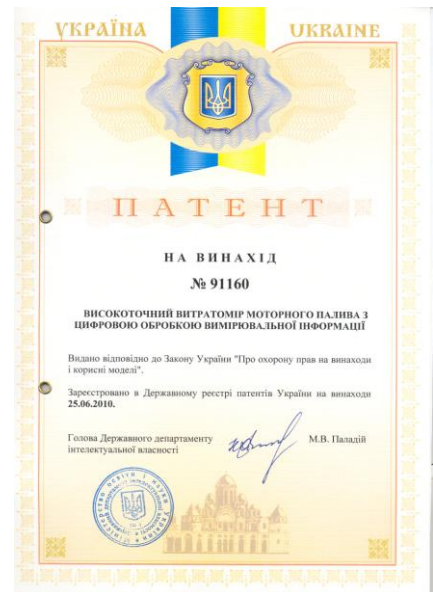 УКРАЇНА UKRAINE
ПАТЕНТ
НА ВИНАХІД
№ 91160
ВИСОКОТОЧНИЙ ВИТРАТОМІР МОТОРНОГО ПАЛИВА З
ЦИФРОВОЮ ОБРОБКОЮ ВИМІРЮВАЛЬНОЇ ІНФОРМАЦІЇ
Видано відповідно до Закону України "Про охорону прав на винаходи
і корисні моделі".
Зареєстровано в Державному реєстрі патентів України на винаходи
25.06.2010.
Голова Державного департаменту
інтелектуальної власності
М.В. Паладій